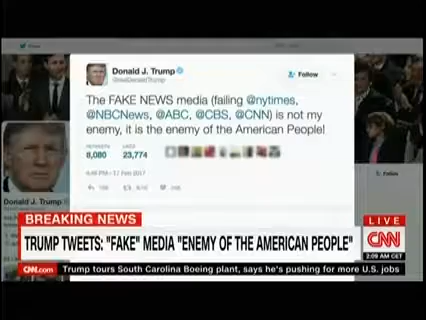 Donald J. Trump
@realDonaldTrump
Follow
The FAKE NEWS media (failing @nytimes,
@NBCNews, @ABC, @CBS, @CNN) is not my
enemy, it is the enemy of the American People!
RETWEETS LIKES
8,080 23,774
4:48 PM - 17 Feb 2017
Follow
Donald J. Trump
BREAKING NEWS
LIVE
TRUMP TWEETS: "FAKE" MEDIA "ENEMY OF THE AMERICAN PEOPLE"
CNN
2:09 AM CET
CNN.com
Trump tours South Carolina Boeing plant, says he's pushing for more U.S. jobs